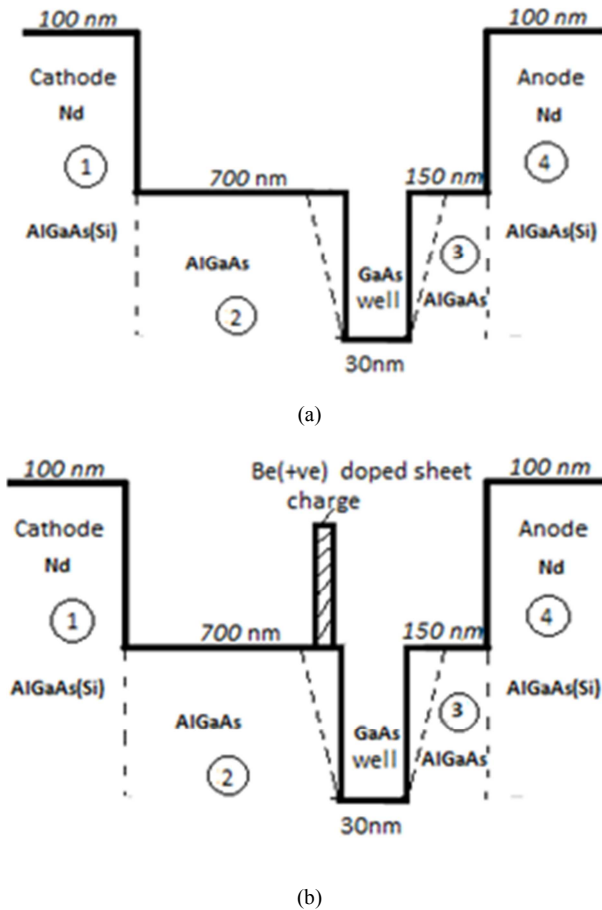 100 nm
100 nm
Cathode
Anode
Nd
Nd
1
4
700 nm
150 nm
AlGaAs(Si)
AlGaAs(Si)
AlGaAs
GaAs
3
well
AlGaAs
2
30nm
(a)
100 nm
Be(+ve) doped sheet
100 nm
charge
Cathode
Anode
Nd
Nd
1
4
700 nm
150 nm
AlGaAs(Si)
AlGaAs(Si)
AlGaAs
GaAs
3
well
AlGaAs
2
30nm
(b)